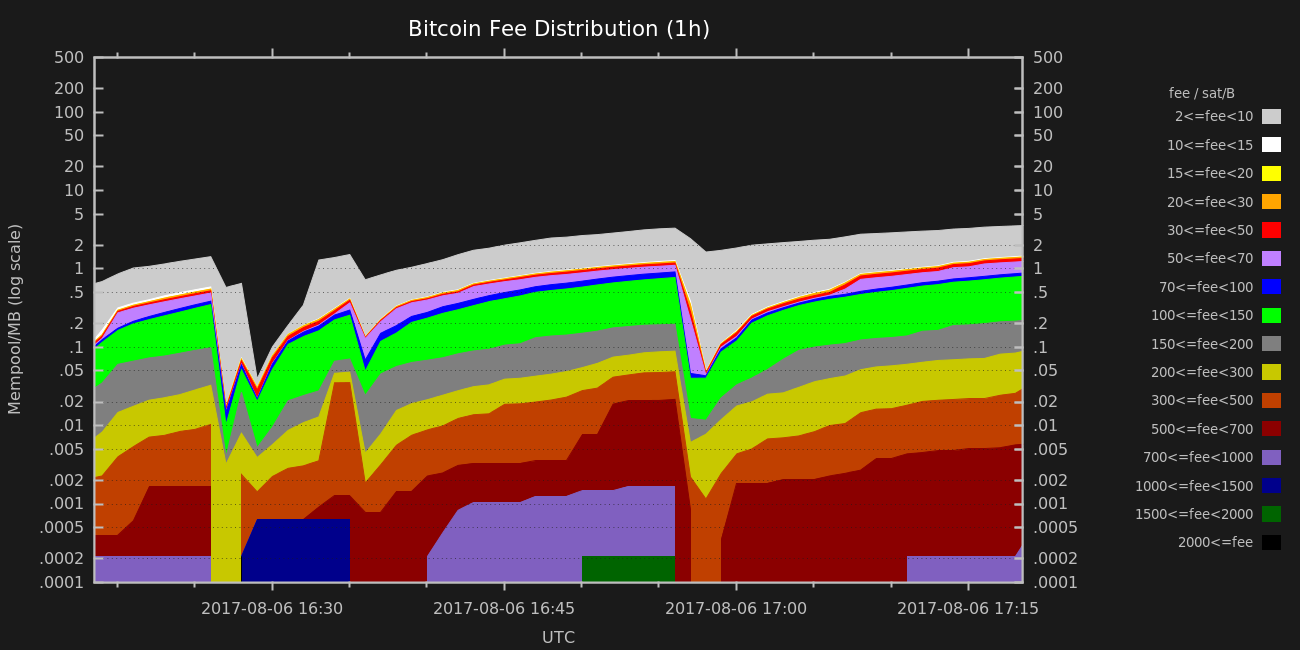 Bitcoin Fee Distribution (1h)
Mempool/MB (log scale)
500
200
100
50
20
10
5
2
1
.5
.2
.1
.05
.02
.01
.005
.002
.001
.0005
.0002
.0001
500
200
100
50
20
10
5
2
1
.5
.2
.1
.05
.02
.01
.005
.002
.001
.0005
.0002
.0001
2017-08-06 16:30
2017-08-06 16:45
2017-08-06 17:00
2017-08-06 17:15
UTC
fee / sat/B
2<=fee<10
10<=fee<15
15<=fee<20
20<=fee<30
30<=fee<50
50<=fee<70
70<=fee<100
100<=fee<150
150<=fee<200
200<=fee<300
300<=fee<500
500<=fee<700
700<=fee<1000
1000<=fee<1500
1500<=fee<2000
2000<=fee